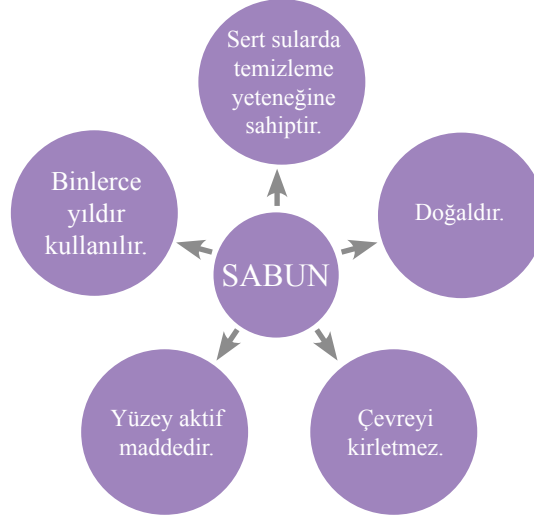 Sert sularda
temizleme
yeteneğine
sahiptir.
Binlerce
yıldır
kullanılır.
Doğaldır.
SABUN
Yüzey aktif
maddedir.
Çevreyi
kirletmez.